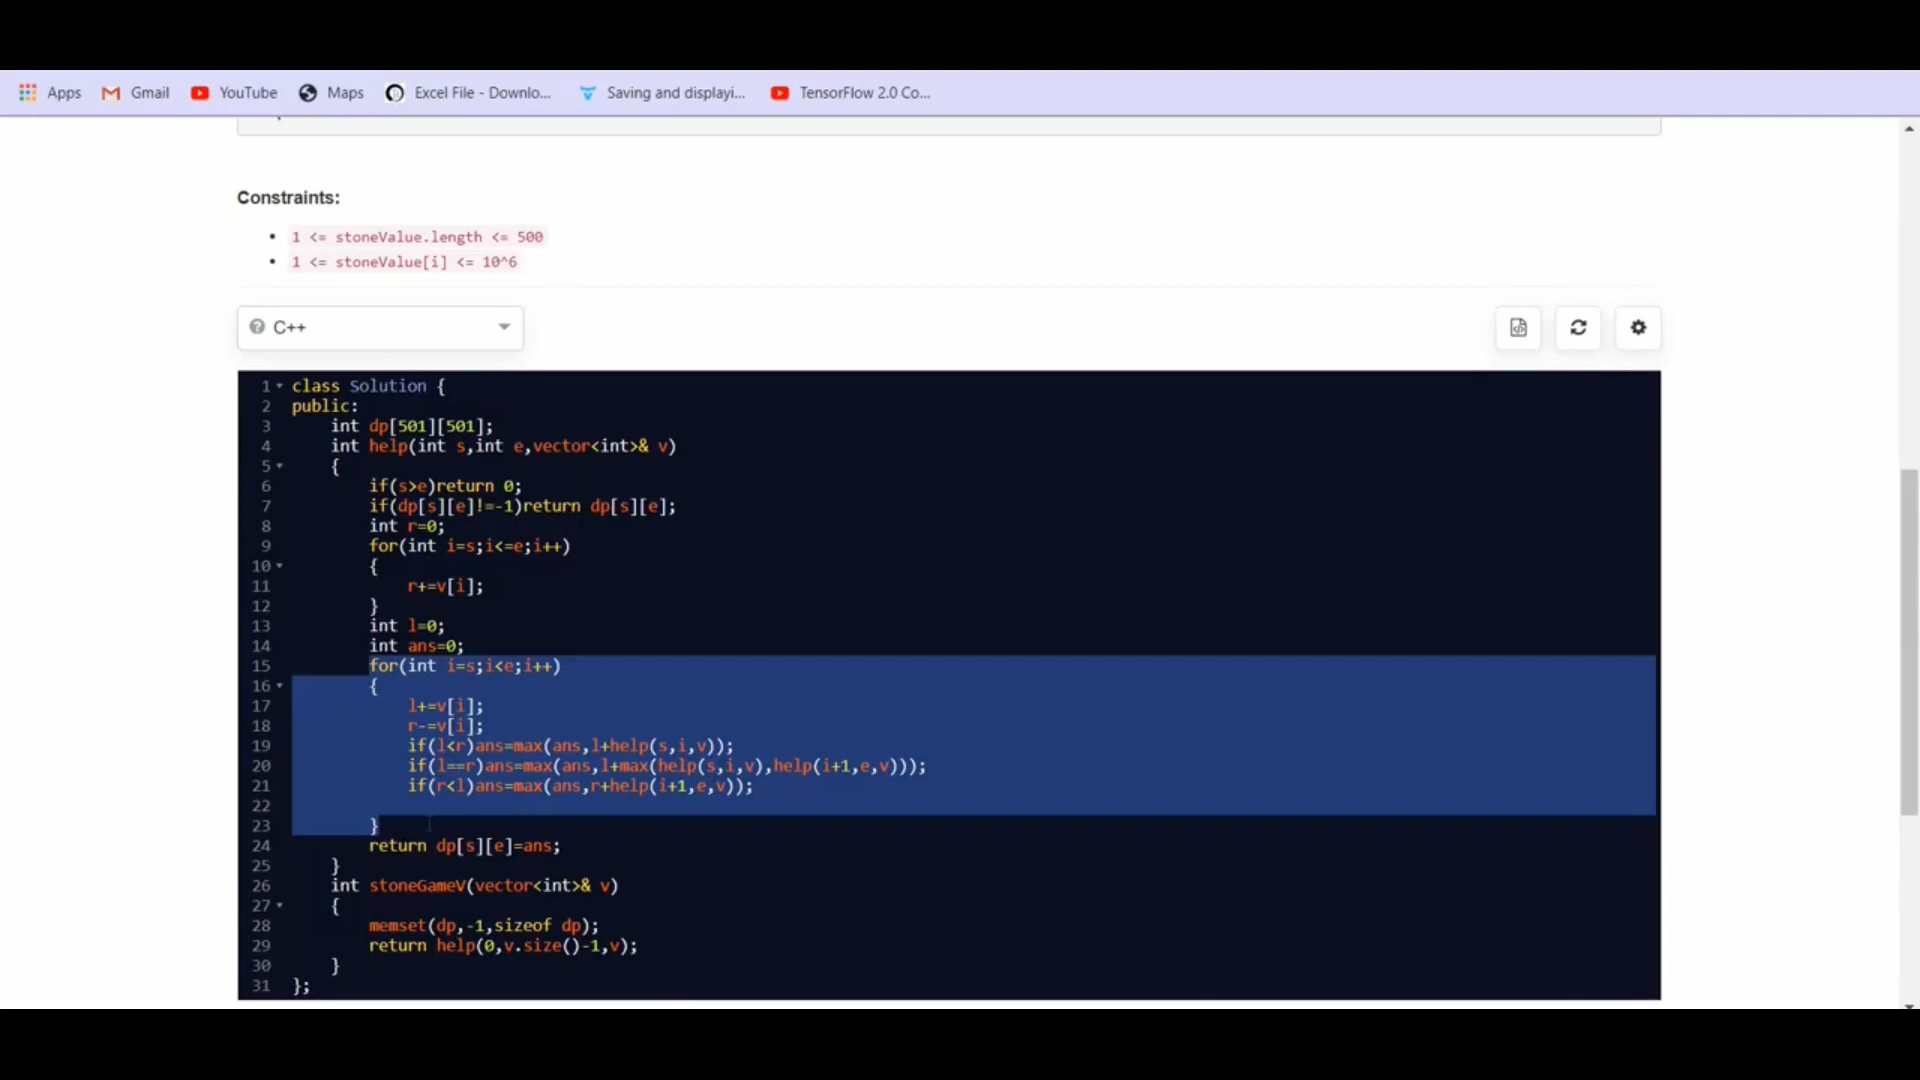 Apps Gmail YouTube Maps Excel File - Downlo... Saving and displayi... TensorFlow 2.0 Co...
Constraints:
• 1 <= stoneValue.length <= 500
• 1 <= stoneValue[i] <= 10^6
C++
1 class Solution {
2 public:
3     int dp[501][501];
4     int help(int s,int e,vector<int>& v)
5     {
6         if(s>e)return 0;
7         if(dp[s][e]!=-1)return dp[s][e];
8         int r=0;
9         for(int i=s;i<=e;i++)
10         {
11             r+=v[i];
12         }
13         int l=0;
14         int ans=0;
15         for(int i=s;i<e;i++)
16         {
17             l+=v[i];
18             r-=v[i];
19             if(l<r)ans=max(ans,l+help(s,i,v));
20             if(l==r)ans=max(ans,l+max(help(s,i,v),help(i+1,e,v)));
21             if(r<l)ans=max(ans,r+help(i+1,e,v));
22
23         }
24         return dp[s][e]=ans;
25     }
26     int stoneGameV(vector<int>& v)
27     {
28         memset(dp,-1,sizeof dp);
29         return help(0,v.size()-1,v);
30     }
31 };